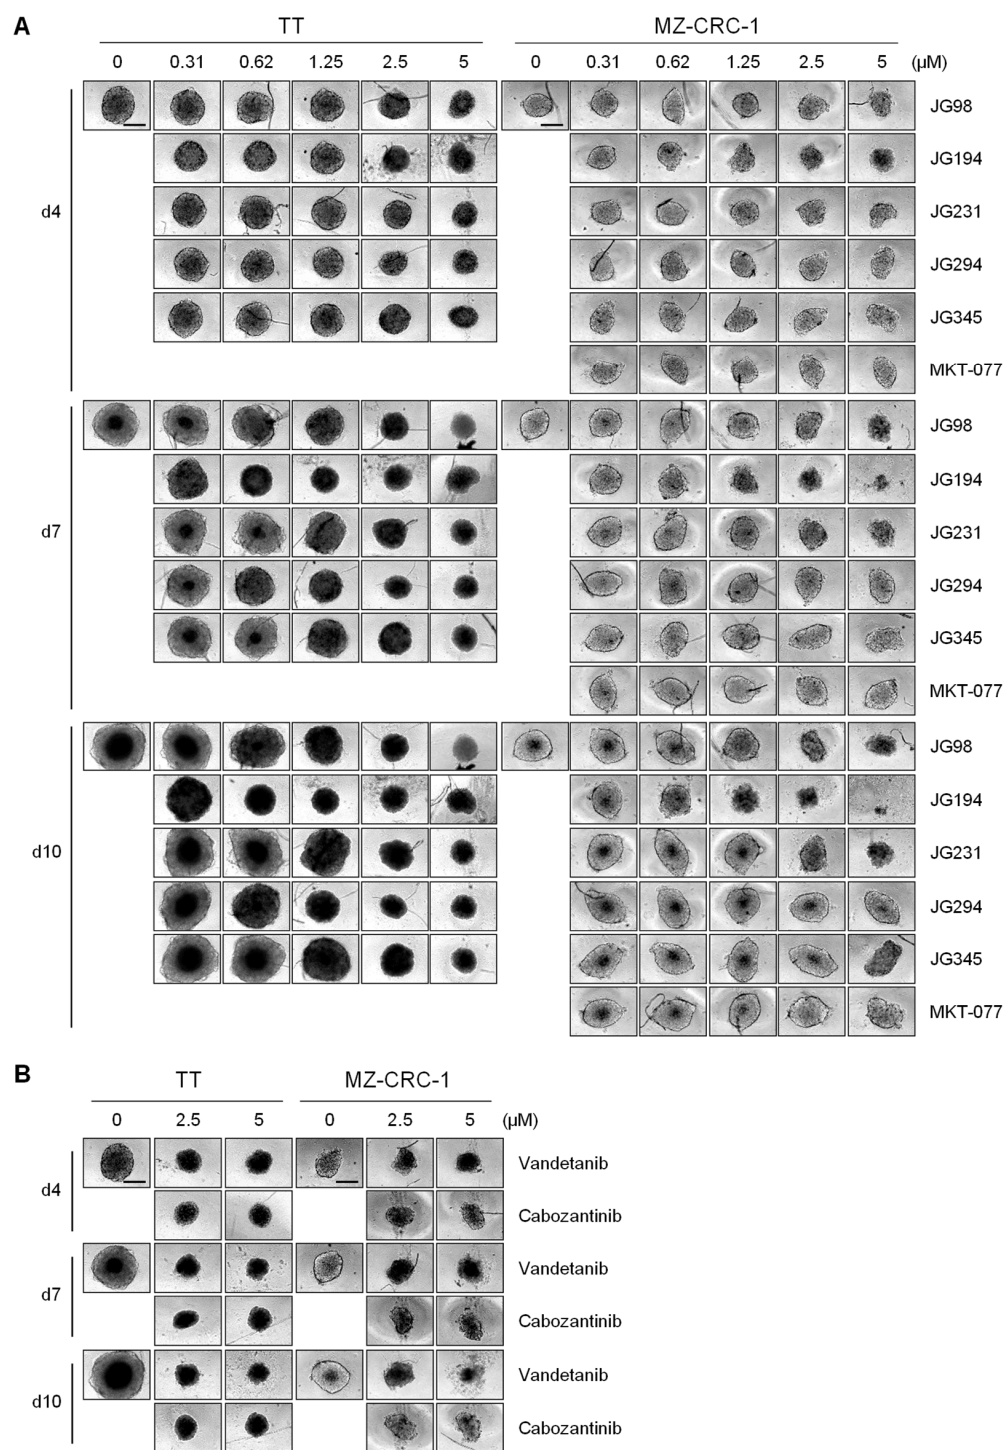 A
TT MZ-CRC-1
0 0.31 0.62 1.25 2.5 5 0 0.31 0.62 1.25 2.5 5 (μM)
d4
JG98
JG194
JG231
JG294
JG345
MKT-077
d7
JG98
JG194
JG231
JG294
JG345
MKT-077
d10
JG98
JG194
JG231
JG294
JG345
MKT-077
B
TT MZ-CRC-1
0 2.5 5 0 2.5 5 (μM)
d4
Vandetanib
Cabozantinib
d7
Vandetanib
Cabozantinib
d10
Vandetanib
Cabozantinib